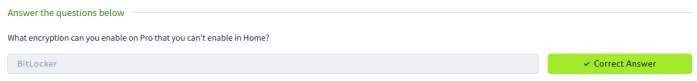 Answer the questions below
What encryption can you enable on Pro that you can't enable in Home?
BitLocker
✓ Correct Answer